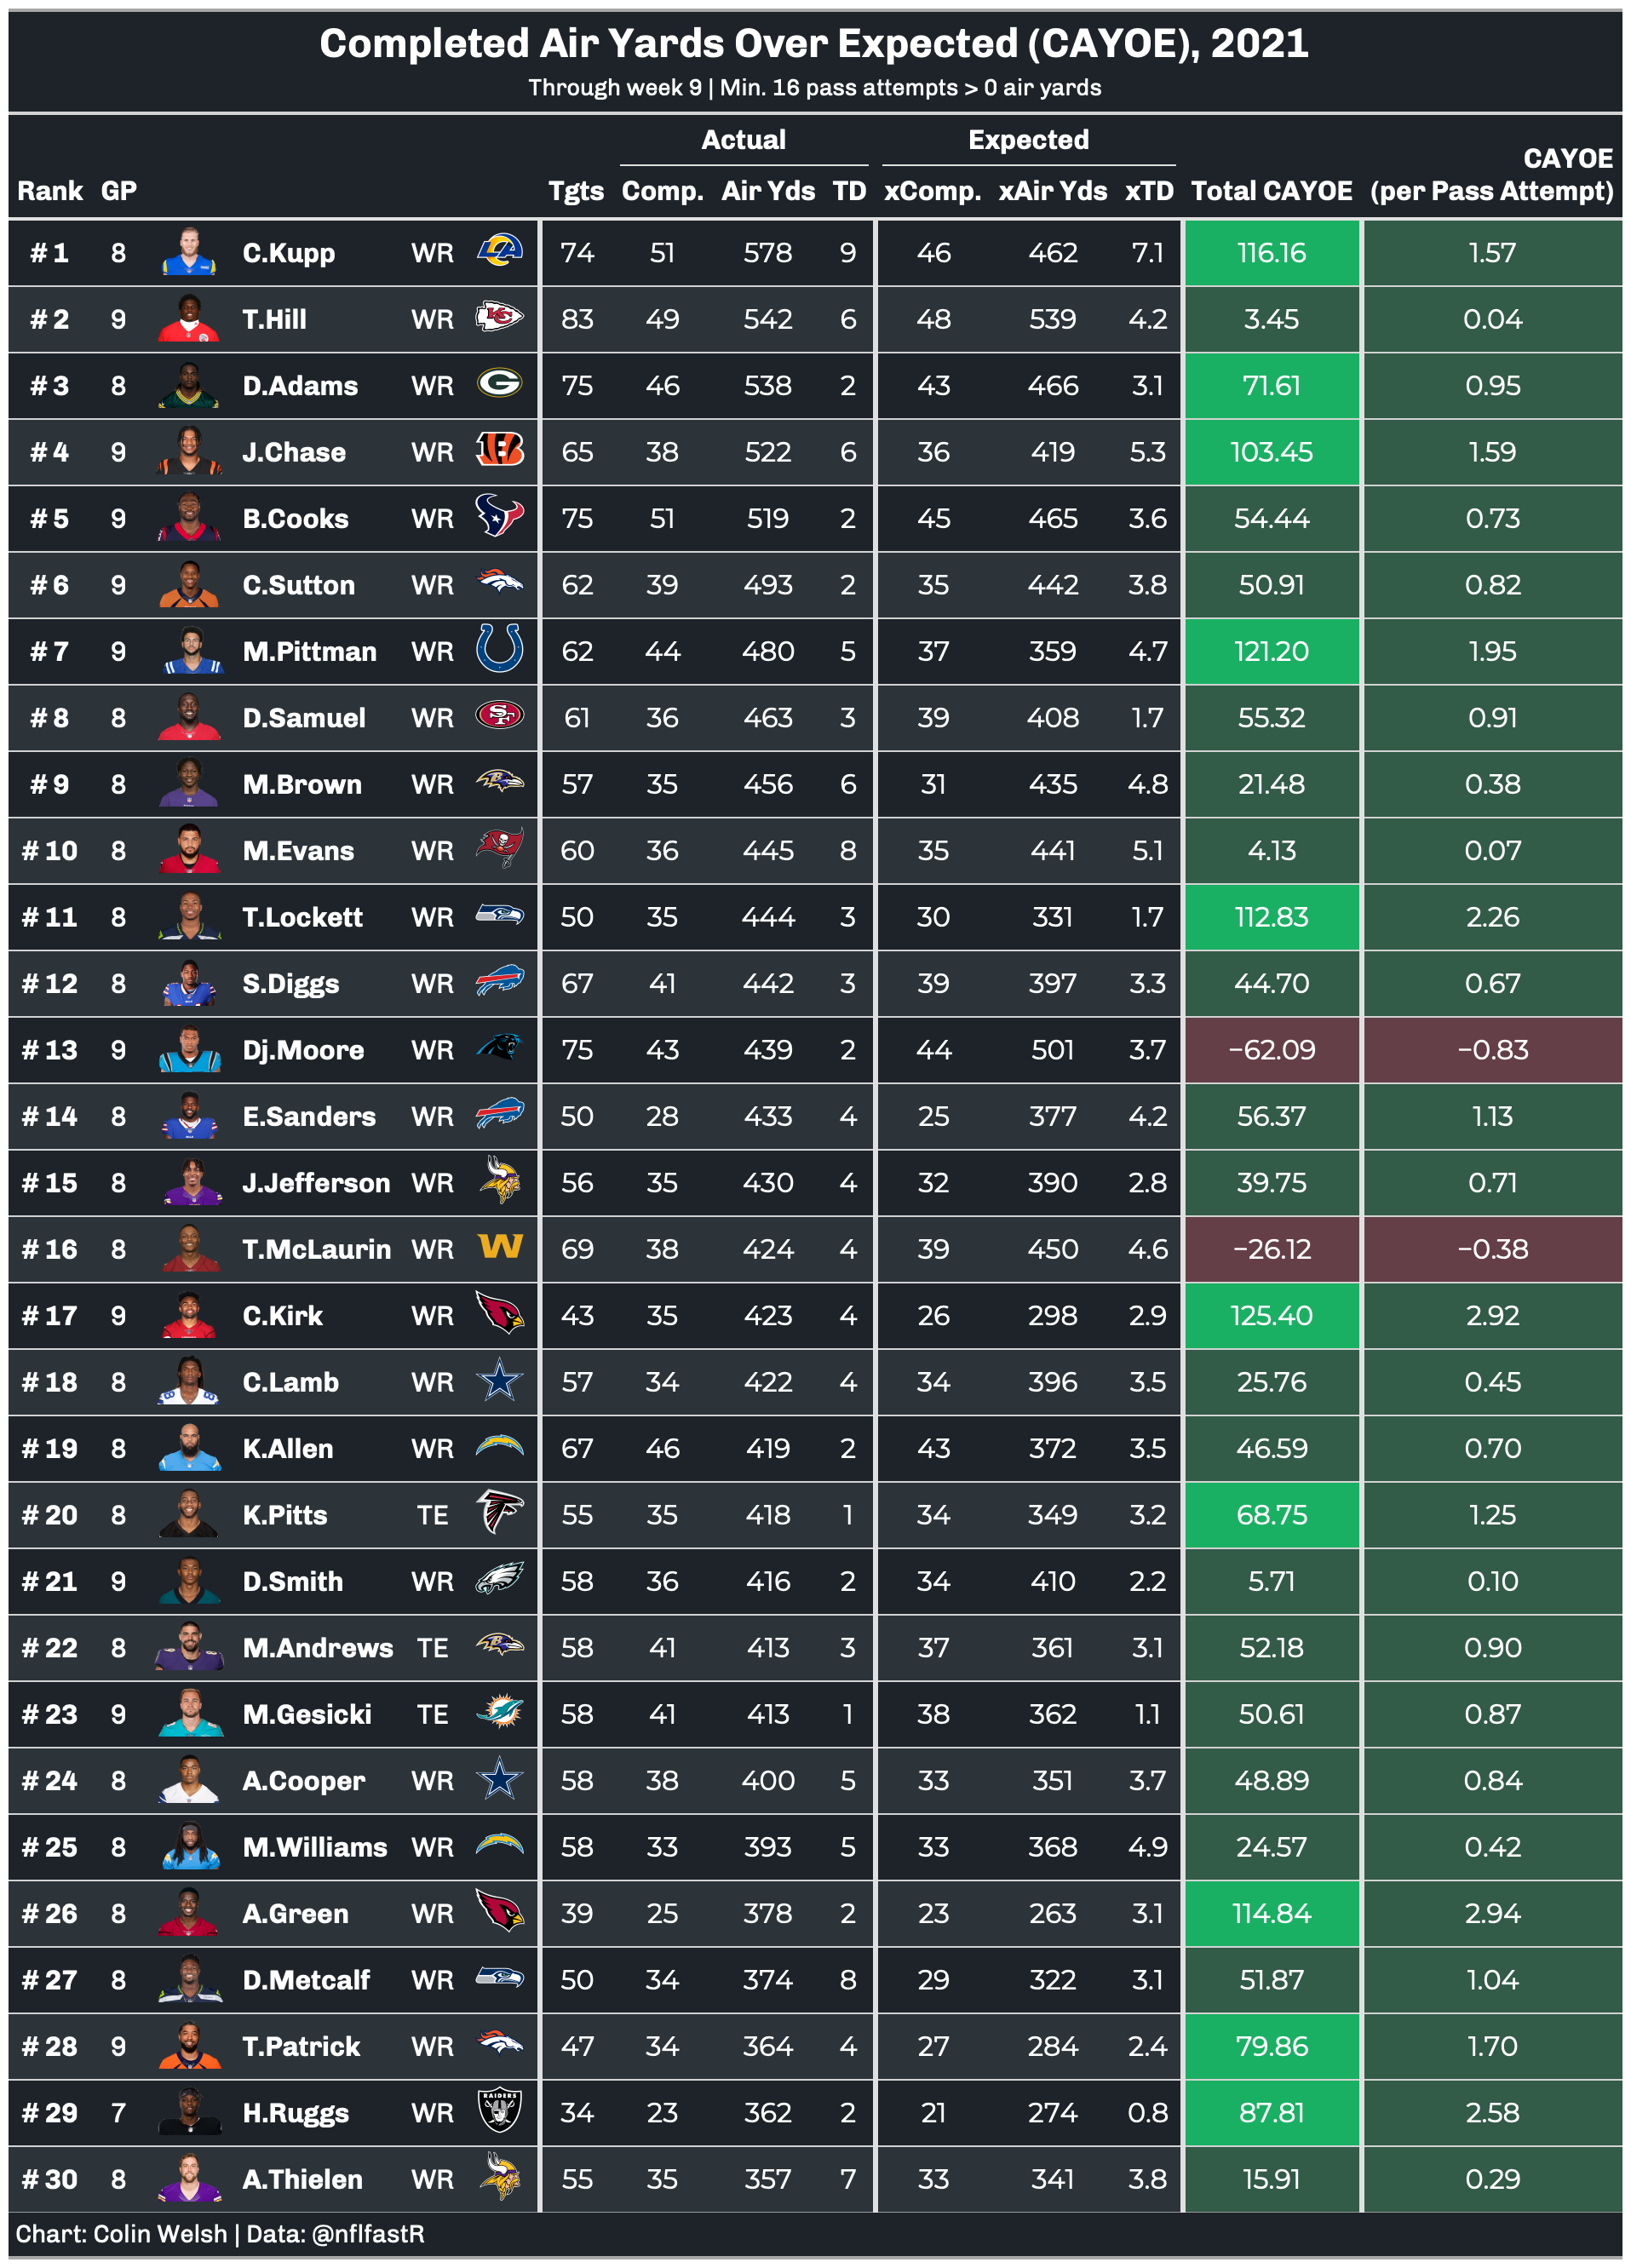 Completed Air Yards Over Expected (CAYOE), 2021
Through week 9 | Min. 16 pass attempts > 0 air yards
Actual Expected
CAYOE
Rank GP Tgts Comp. Air Yds TD xComp. xAir Yds xTD Total CAYOE (per Pass Attempt)
# 1 8 C.Kupp WR 74 51 578 9 46 462 7.1 116.16 1.57
# 2 9 T.Hill WR 83 49 542 6 48 539 4.2 3.45 0.04
# 3 8 D.Adams WR 75 46 538 2 43 466 3.1 71.61 0.95
# 4 9 J.Chase WR 65 38 522 6 36 419 5.3 103.45 1.59
# 5 9 B.Cooks WR 75 51 519 2 45 465 3.6 54.44 0.73
# 6 9 C.Sutton WR 62 39 493 2 35 442 3.8 50.91 0.82
# 7 9 M.Pittman WR 62 44 480 5 37 359 4.7 121.20 1.95
# 8 8 D.Samuel WR 61 36 463 3 39 408 1.7 55.32 0.91
# 9 8 M.Brown WR 57 35 456 6 31 435 4.8 21.48 0.38
# 10 8 M.Evans WR 60 36 445 8 35 441 5.1 4.13 0.07
# 11 8 T.Lockett WR 50 35 444 3 30 331 1.7 112.83 2.26
# 12 8 S.Diggs WR 67 41 442 3 39 397 3.3 44.70 0.67
# 13 9 Dj.Moore WR 75 43 439 2 44 501 3.7 −62.09 −0.83
# 14 8 E.Sanders WR 50 28 433 4 25 377 4.2 56.37 1.13
# 15 8 J.Jefferson WR 56 35 430 4 32 390 2.8 39.75 0.71
# 16 8 T.McLaurin WR 69 38 424 4 39 450 4.6 −26.12 −0.38
# 17 9 C.Kirk WR 43 35 423 4 26 298 2.9 125.40 2.92
# 18 8 C.Lamb WR 57 34 422 4 34 396 3.5 25.76 0.45
# 19 8 K.Allen WR 67 46 419 2 43 372 3.5 46.59 0.70
# 20 8 K.Pitts TE 55 35 418 1 34 349 3.2 68.75 1.25
# 21 9 D.Smith WR 58 36 416 2 34 410 2.2 5.71 0.10
# 22 8 M.Andrews TE 58 41 413 3 37 361 3.1 52.18 0.90
# 23 9 M.Gesicki TE 58 41 413 1 38 362 1.1 50.61 0.87
# 24 8 A.Cooper WR 58 38 400 5 33 351 3.7 48.89 0.84
# 25 8 M.Williams WR 58 33 393 5 33 368 4.9 24.57 0.42
# 26 8 A.Green WR 39 25 378 2 23 263 3.1 114.84 2.94
# 27 8 D.Metcalf WR 50 34 374 8 29 322 3.1 51.87 1.04
# 28 9 T.Patrick WR 47 34 364 4 27 284 2.4 79.86 1.70
# 29 7 H.Ruggs WR RAIDERS 34 23 362 2 21 274 0.8 87.81 2.58
# 30 8 A.Thielen WR 55 35 357 7 33 341 3.8 15.91 0.29
Chart: Colin Welsh | Data: @nflfastR